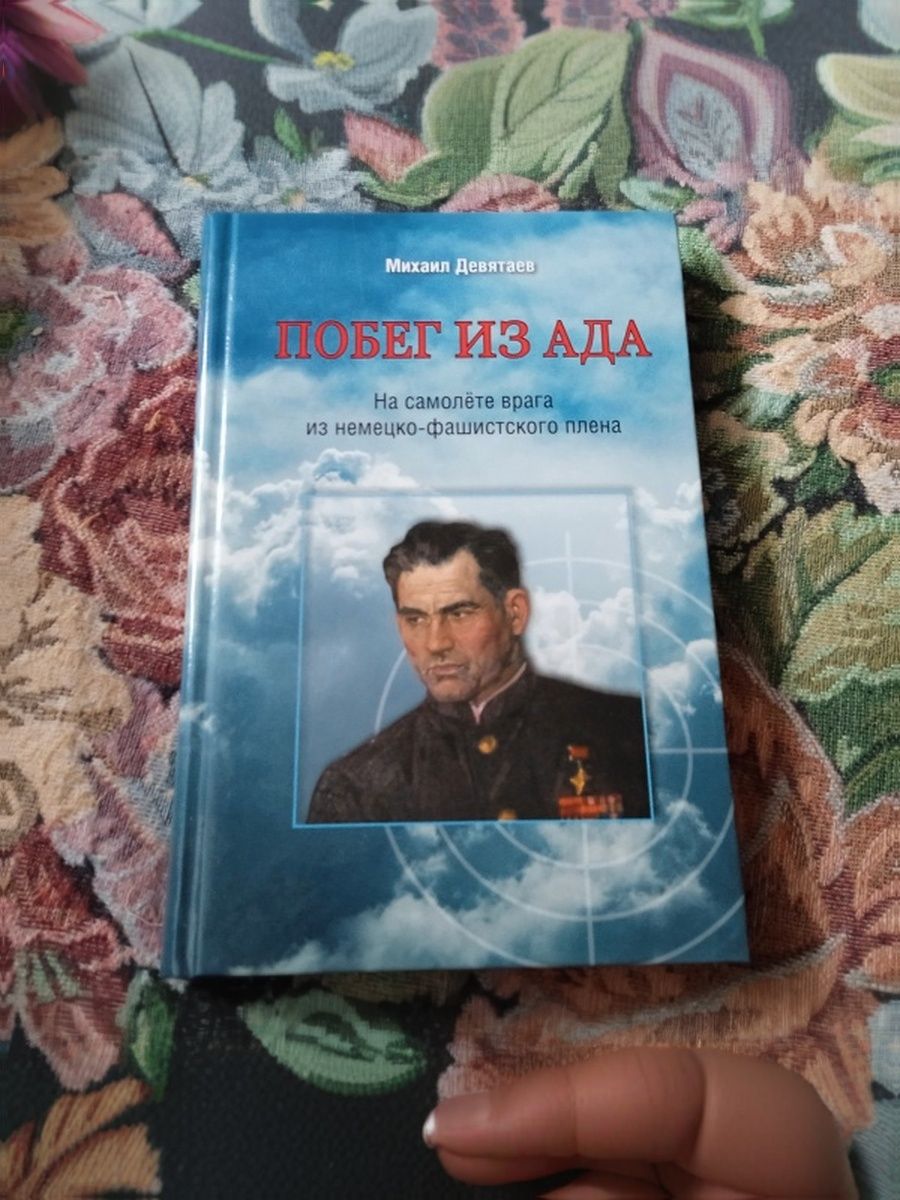 Михаил Девятаев
ПОБЕГ ИЗ АДА
На самолёте врага
из немецко-фашистского плена